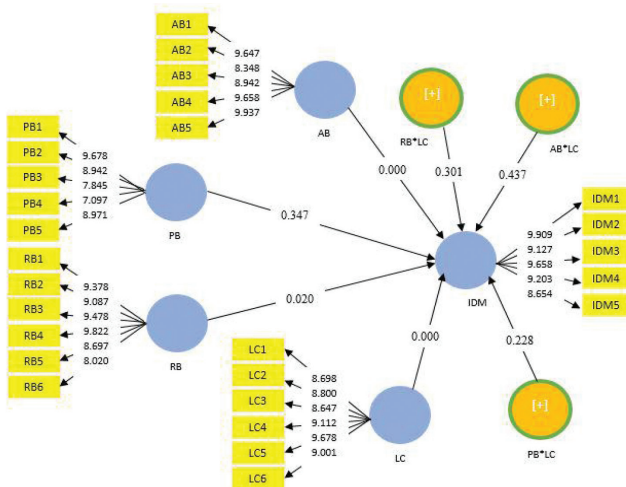 AB1
AB2
AB3
AB4
AB5
9.647
8.348
8.942
9.658
9.937
AB
[+]
RB*LC
[+]
AB*LC
PB1
PB2
PB3
PB4
PB5
9.678
8.942
7.845
7.097
8.971
PB
0.000
0.301
0.437
0.347
RB1
RB2
RB3
RB4
RB5
RB6
9.378
9.087
9.478
9.822
8.697
8.020
RB
0.020
IDM
9.909
9.127
9.658
9.203
8.654
IDM1
IDM2
IDM3
IDM4
IDM5
LC1
LC2
LC3
LC4
LC5
LC6
8.698
8.800
8.647
9.112
9.678
9.001
LC
0.000
0.228
[+]
PB*LC